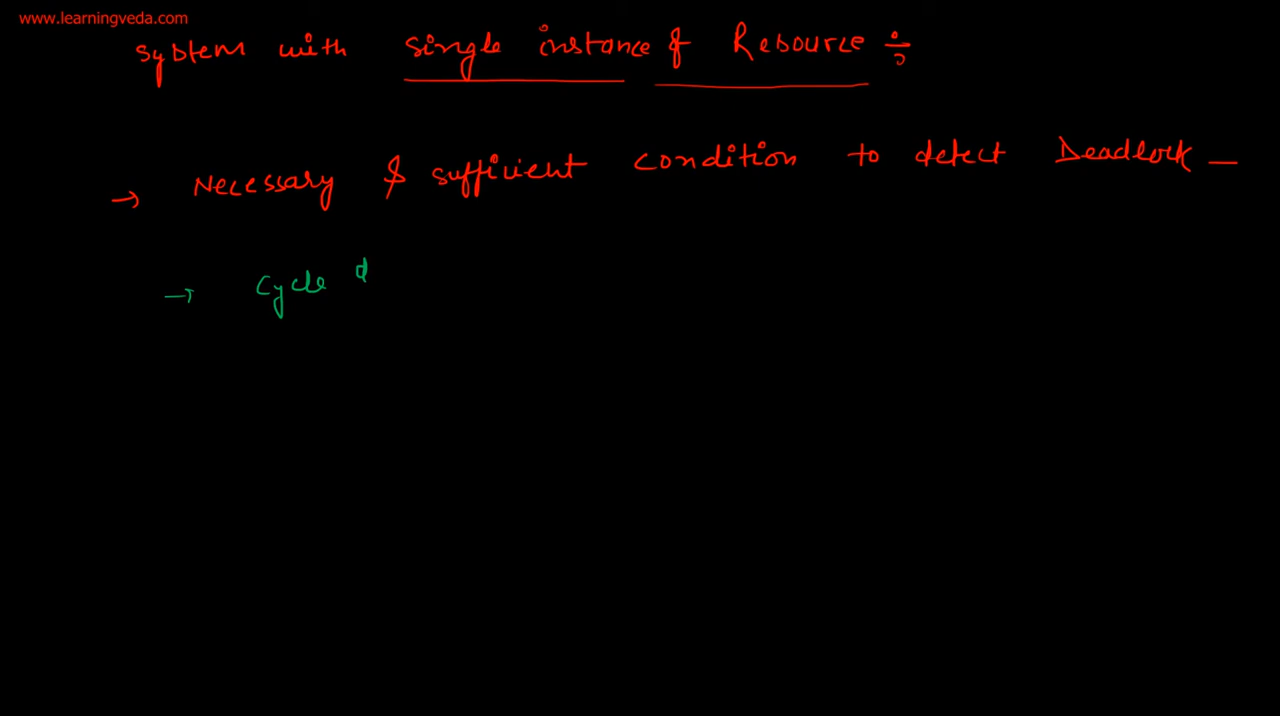 www.learningveda.com
System with single instance of Resource ÷
→ Necessary & sufficient condition to detect Deadlock —
→ Cycle d